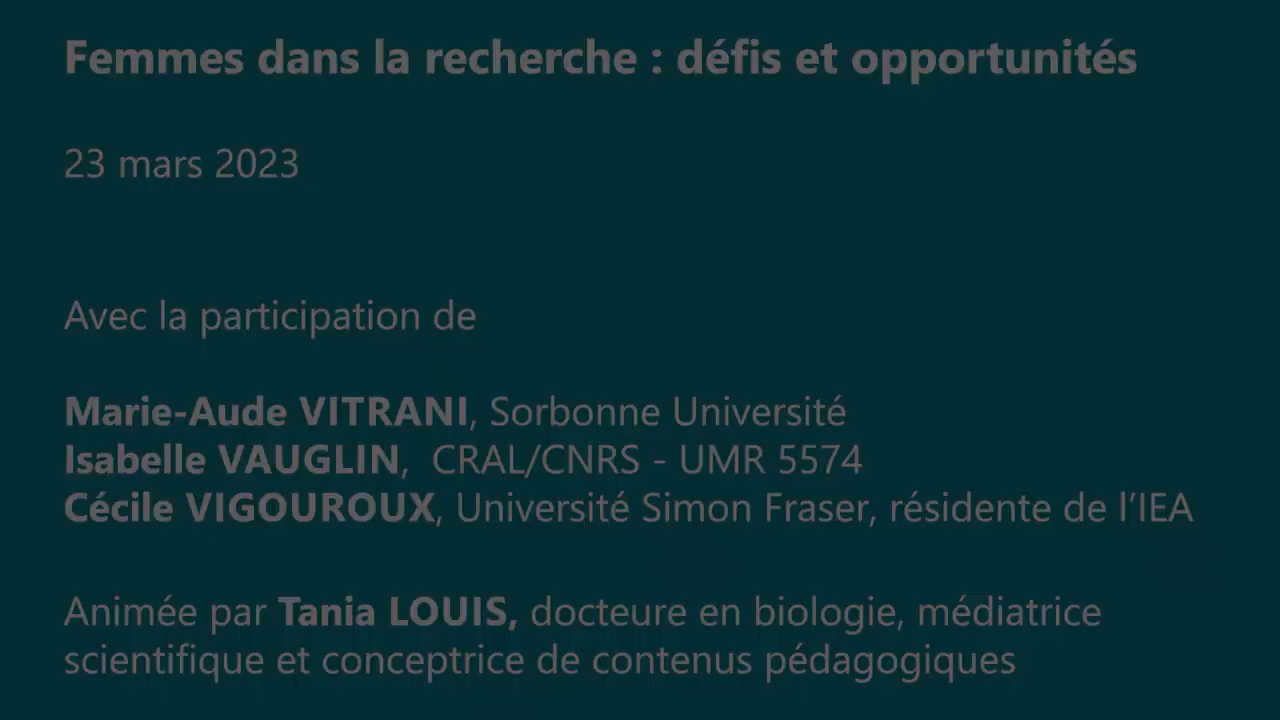 Femmes dans la recherche : défis et opportunités
23 mars 2023
Avec la participation de
Marie-Aude VITRANI, Sorbonne Université
Isabelle VAUGLIN,  CRAL/CNRS - UMR 5574
Cécile VIGOUROUX, Université Simon Fraser, résidente de l’IEA
Animée par Tania LOUIS, docteure en biologie, médiatrice
scientifique et conceptrice de contenus pédagogiques